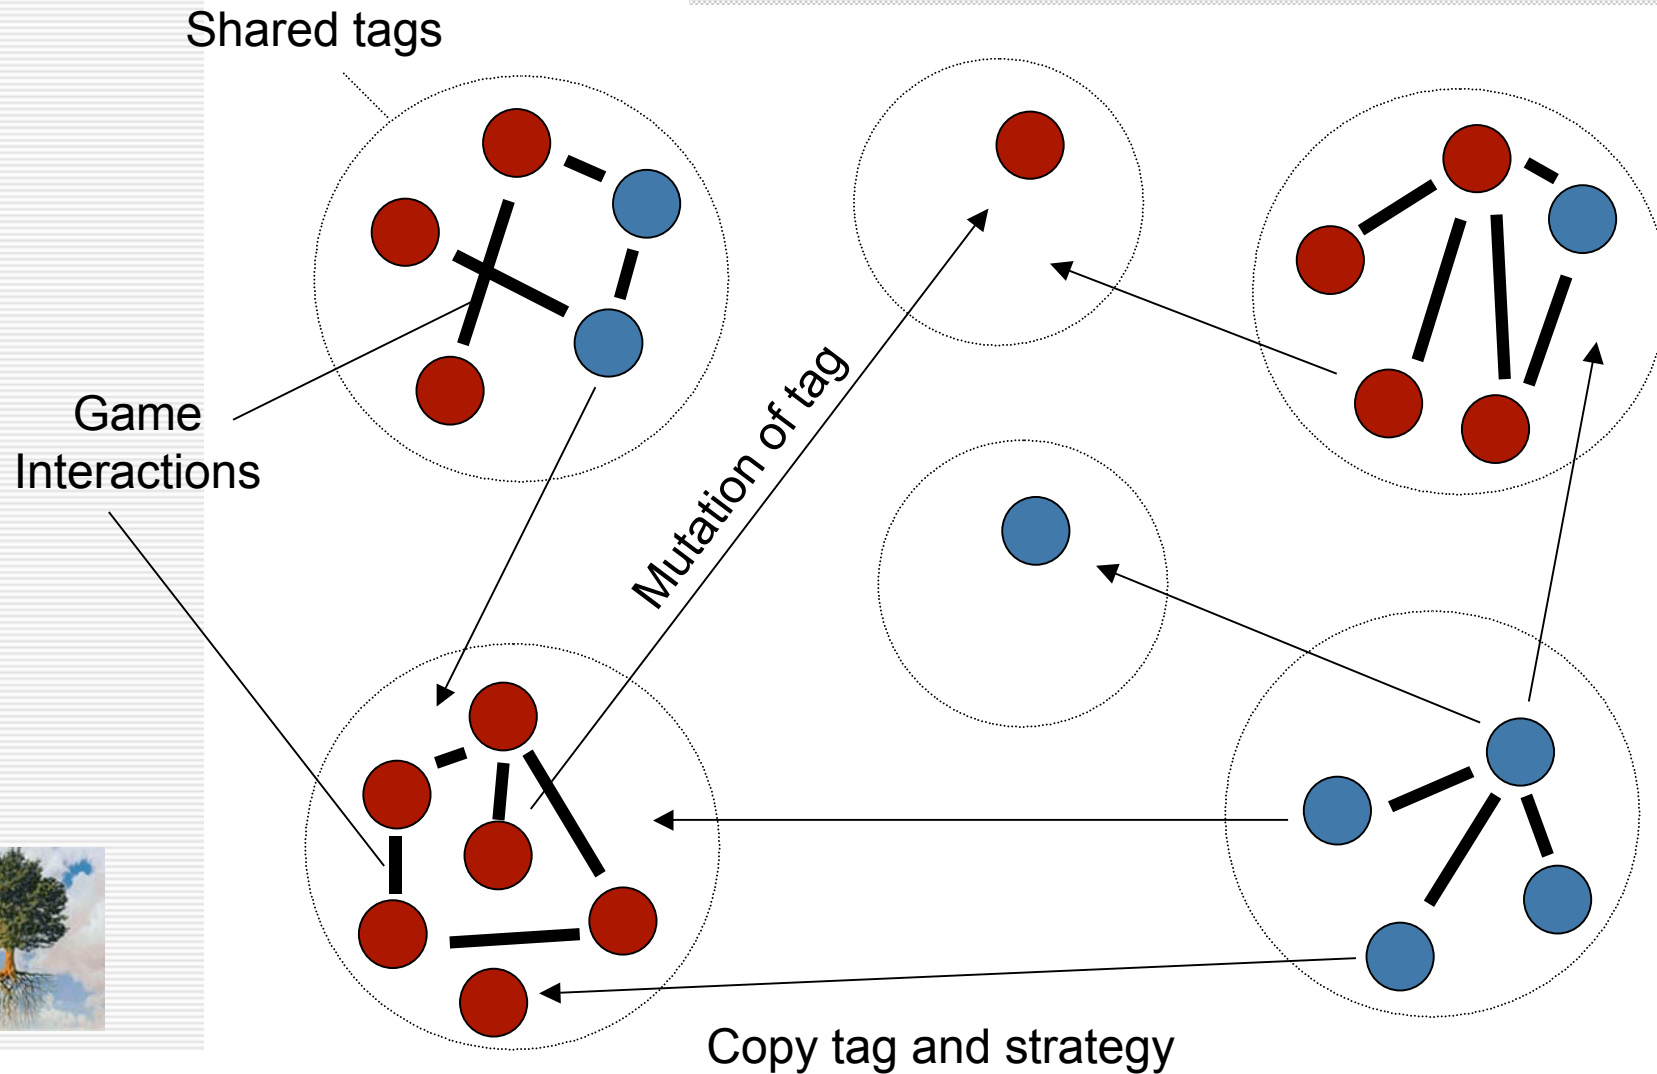 Shared tags
Game
Interactions
Mutation of tag
Copy tag and strategy